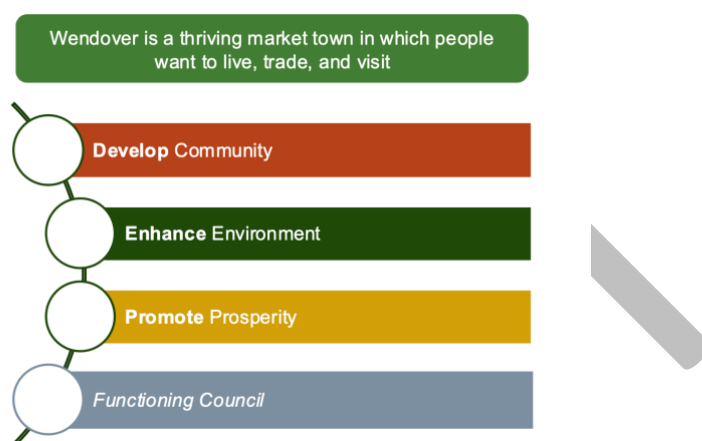 Wendover is a thriving market town in which people
want to live, trade, and visit
Develop Community
Enhance Environment
Promote Prosperity
Functioning Council